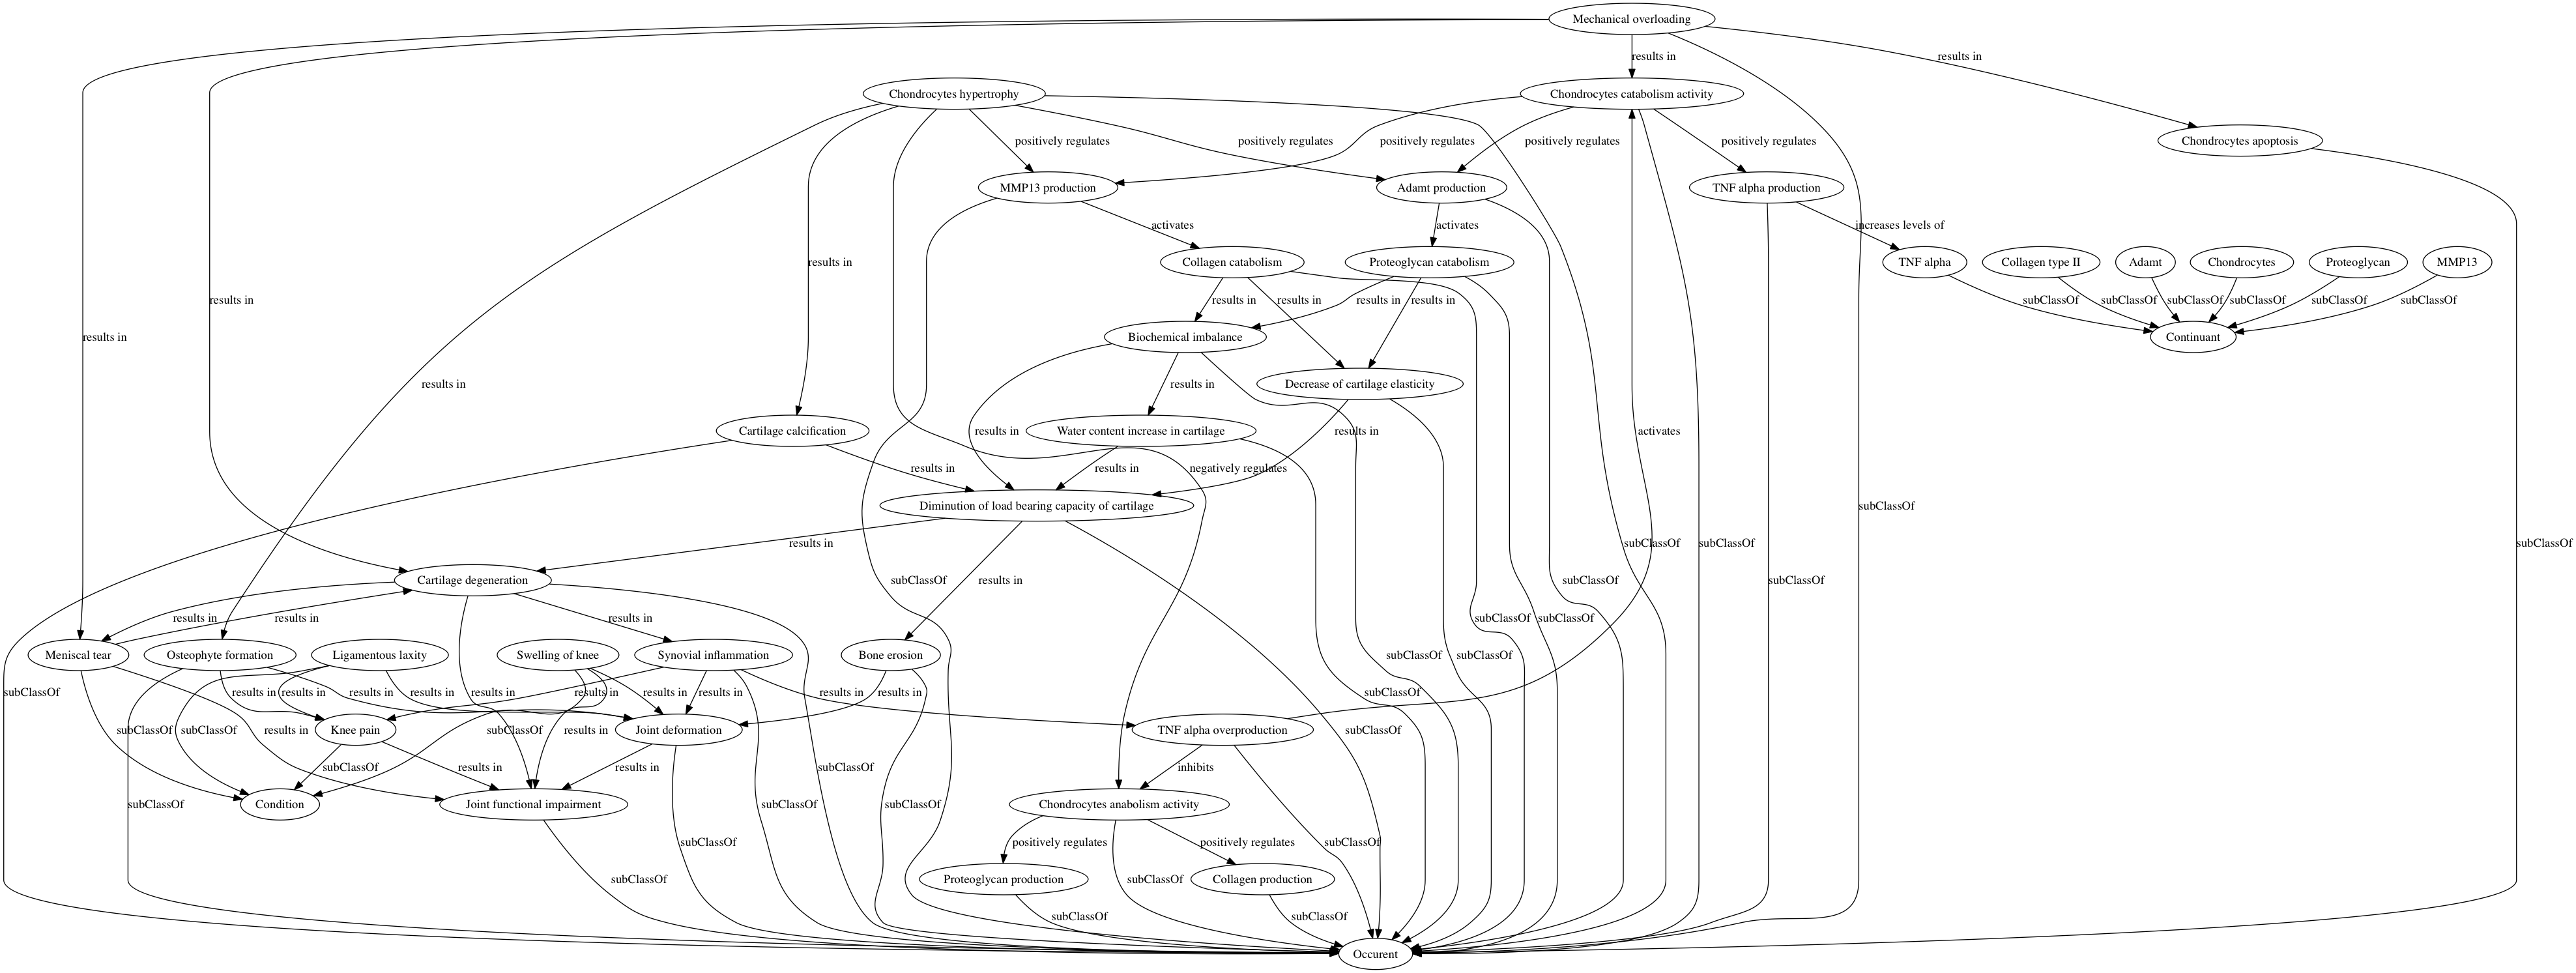 Mechanical overloading
results in
results in
Chondrocytes hypertrophy
Chondrocytes catabolism activity
positively regulates
positively regulates
positively regulates
positively regulates
positively regulates
Chondrocytes apoptosis
MMP13 production
Adamt production
TNF alpha production
activates
activates
increases levels of
results in
Collagen catabolism
Proteoglycan catabolism
TNF alpha
Collagen type II
Adamt
Chondrocytes
Proteoglycan
MMP13
results in
results in
results in
results in
results in
subClassOf
subClassOf
subClassOf
subClassOf
subClassOf
subClassOf
results in
Biochemical imbalance
Continuant
results in
results in
Decrease of cartilage elasticity
Cartilage calcification
results in
Water content increase in cartilage
results in
activates
results in
results in
negatively regulates
Diminution of load bearing capacity of cartilage
subClassOf
results in
subClassOf
subClassOf
subClassOf
Cartilage degeneration
subClassOf
results in
subClassOf
subClassOf
results in
results in
results in
subClassOf
subClassOf
Meniscal tear
Osteophyte formation
Ligamentous laxity
Swelling of knee
Synovial inflammation
Bone erosion
subClassOf
subClassOf
subClassOf
results in
results in
results in
results in
results in
results in
results in
results in
results in
results in
subClassOf
subClassOf
subClassOf
results in
Knee pain
subClassOf
results in
Joint deformation
TNF alpha overproduction
subClassOf
subClassOf
results in
results in
subClassOf
inhibits
subClassOf
Condition
Joint functional impairment
subClassOf
subClassOf
Chondrocytes anabolism activity
subClassOf
positively regulates
positively regulates
subClassOf
subClassOf
Proteoglycan production
subClassOf
Collagen production
subClassOf
subClassOf
Occurent